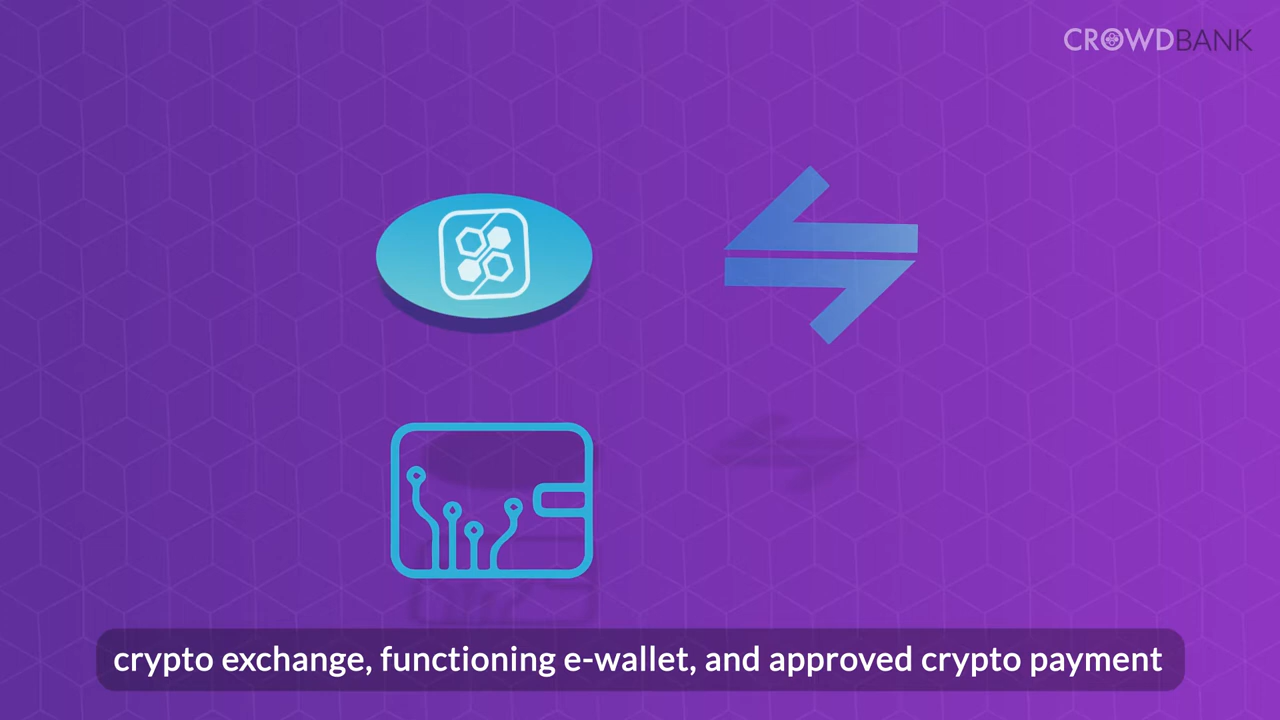 CROWDBANK
crypto exchange, functioning e-wallet, and approved crypto payment